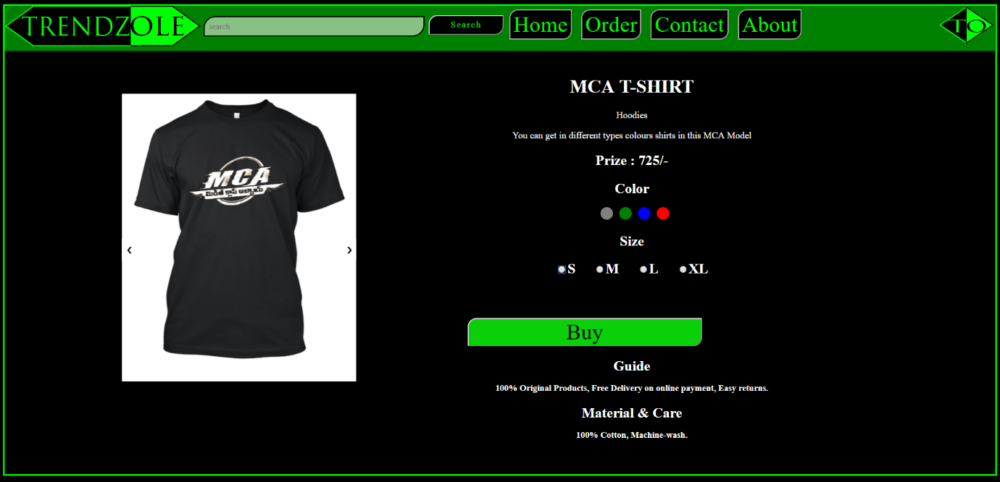 TRENDZOLE
search
Search
Home
Order
Contact
About
TO
MCA T-SHIRT
Hoodies
You can get in different types colours shirts in this MCA Model
Prize : 725/-
Color
Size
S M L XL
MCA
మిడిల్ క్లాస్ అబ్బాయ్
‹ ›
Buy
Guide
100% Original Products, Free Delivery on online payment, Easy returns.
Material & Care
100% Cotton, Machine-wash.